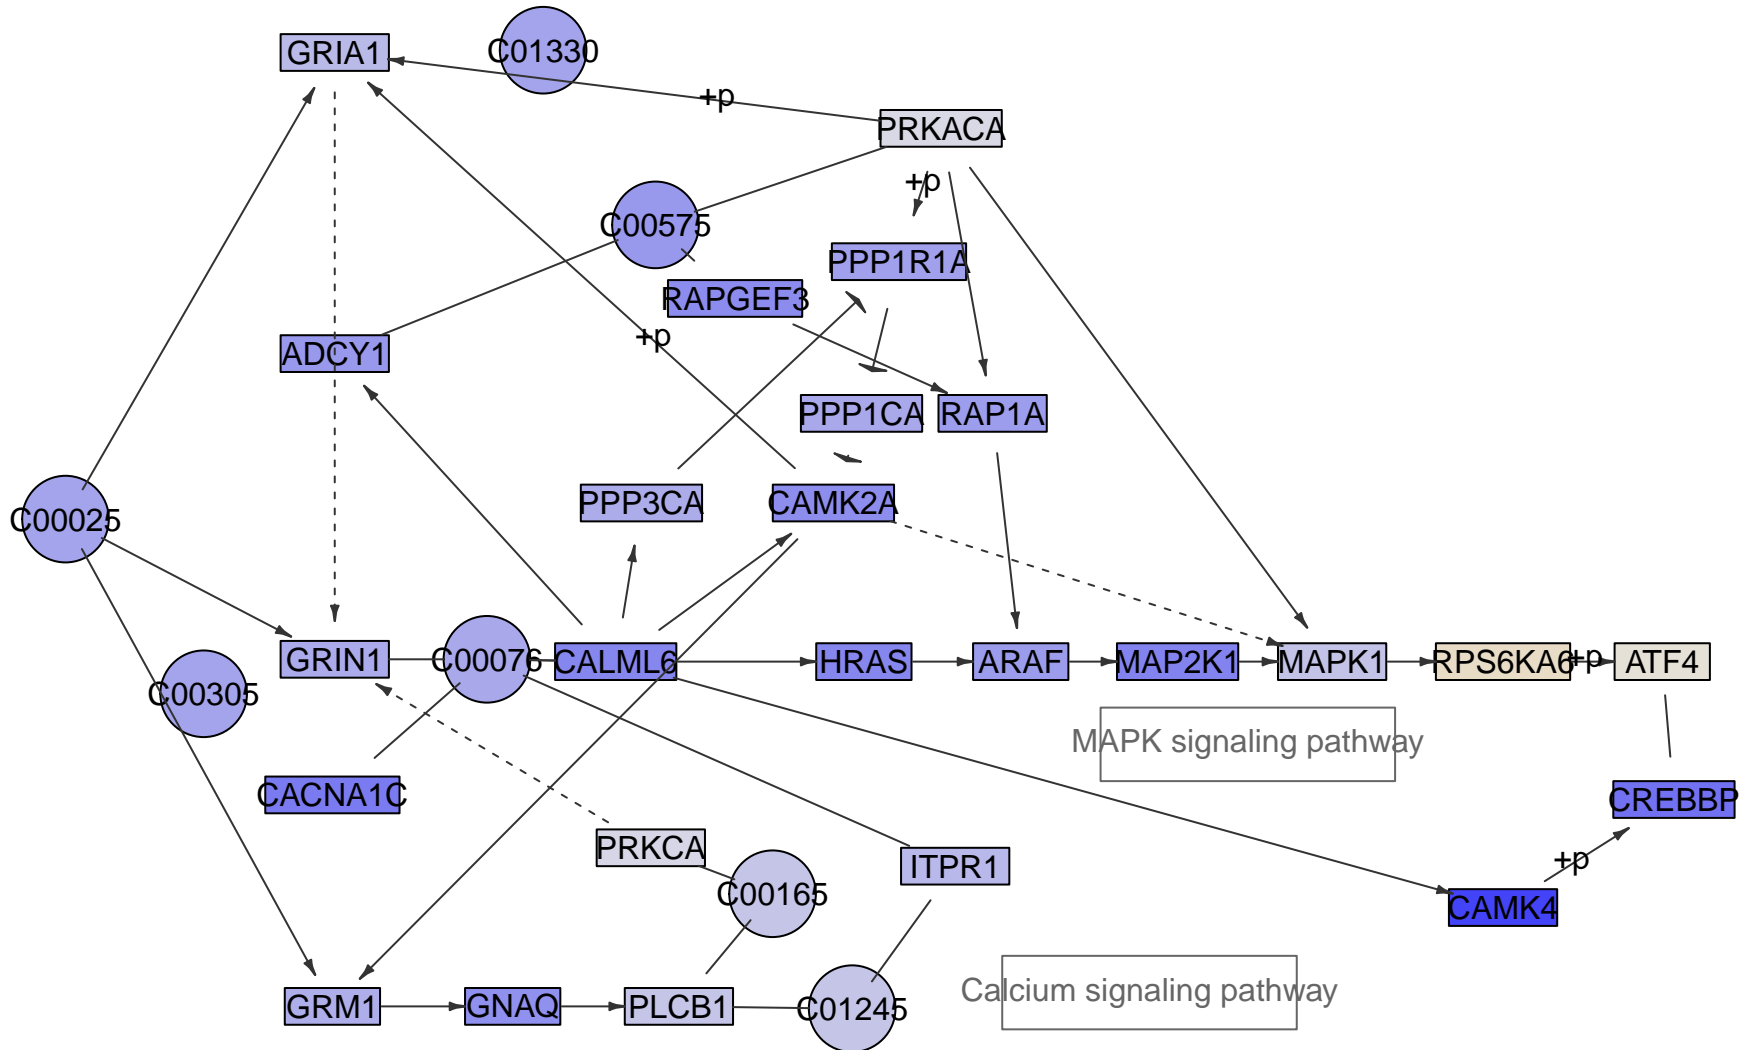 GRIA1
C01330
+p
PRKACA
+p
C00575
PPP1R1A
RAPGEF3
+p
ADCY1
PPP1CA
RAP1A
PPP3CA
CAMK2A
C00025
GRIN1
C00076
CALML6
HRAS
ARAF
MAP2K1
MAPK1
RPS6KA6
+p
ATF4
C00305
MAPK signaling pathway
CACNA1C
CREBBP
PRKCA
ITPR1
+p
C00165
CAMK4
Calcium signaling pathway
GRM1
GNAQ
PLCB1
C01245